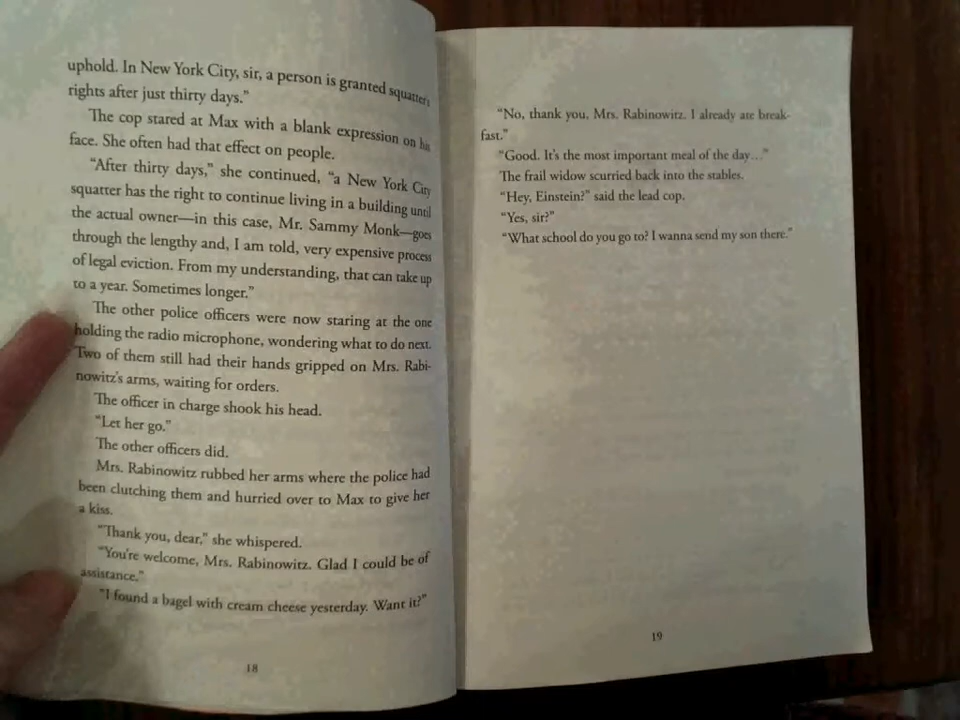 uphold. In New York City, sir, a person is granted squatter's
rights after just thirty days.”
The cop stared at Max with a blank expression on his
face. She often had that effect on people.
“After thirty days,” she continued, “a New York City
squatter has the right to continue living in a building until
the actual owner—in this case, Mr. Sammy Monk—goes
through the lengthy and, I am told, very expensive process
of legal eviction. From my understanding, that can take up
to a year. Sometimes longer.”
The other police officers were now staring at the one
holding the radio microphone, wondering what to do next.
Two of them still had their hands gripped on Mrs. Rabi-
nowitz’s arms, waiting for orders.
The officer in charge shook his head.
“Let her go.”
The other officers did.
Mrs. Rabinowitz rubbed her arms where the police had
been clutching them and hurried over to Max to give her
a kiss.
“Thank you, dear,” she whispered.
“You’re welcome, Mrs. Rabinowitz. Glad I could be of
assistance.”
“I found a bagel with cream cheese yesterday. Want it?”
18
“No, thank you, Mrs. Rabinowitz. I already ate break-
fast.”
“Good. It’s the most important meal of the day…”
The frail widow scurried back into the stables.
“Hey, Einstein?” said the lead cop.
“Yes, sir?”
“What school do you go to? I wanna send my son there.”
19